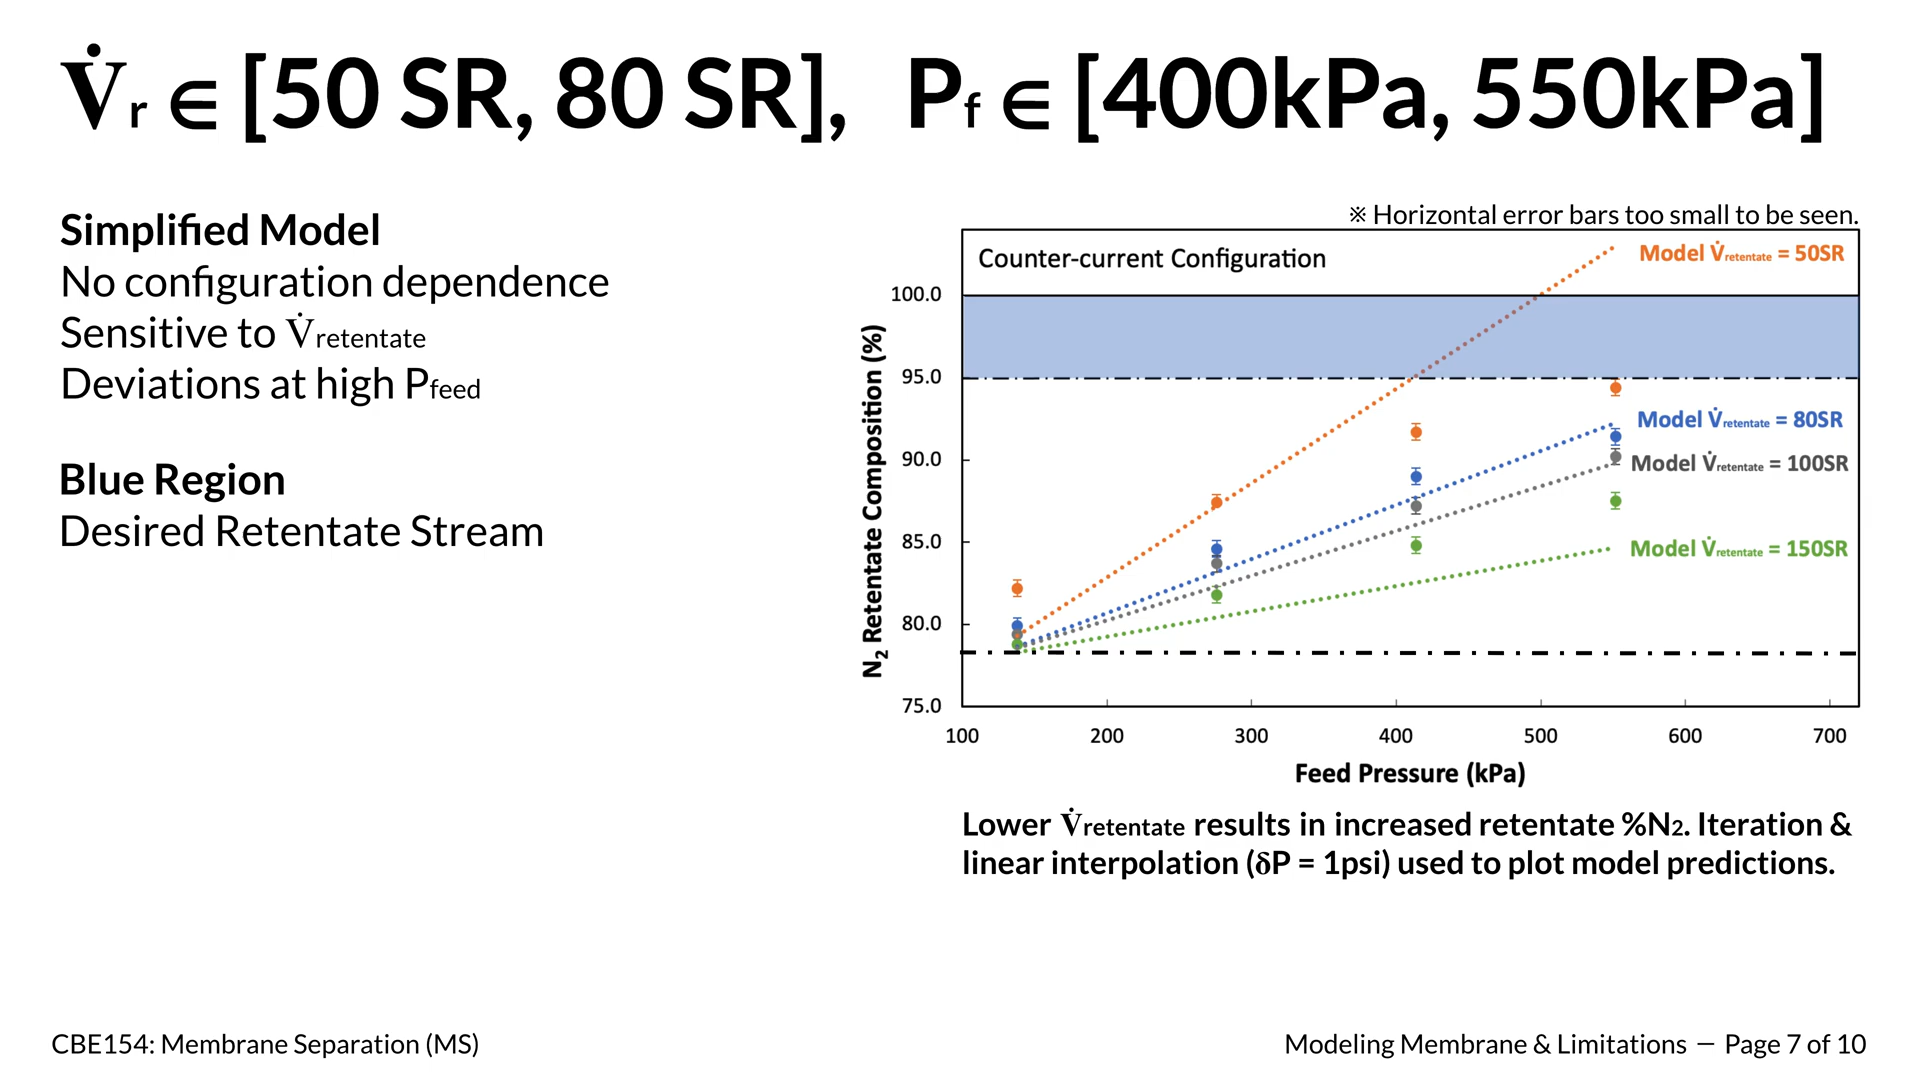 V̇r ∈ [50 SR, 80 SR], Pf ∈ [400kPa, 550kPa]
Simplified Model
No configuration dependence
Sensitive to V̇retentate
Deviations at high Pfeed
Blue Region
Desired Retentate Stream
※ Horizontal error bars too small to be seen.
Counter-current Configuration
Model V̇retentate = 50SR
Model V̇retentate = 80SR
Model V̇retentate = 100SR
Model V̇retentate = 150SR
N2 Retentate Composition (%)
100.0
95.0
90.0
85.0
80.0
75.0
100 200 300 400 500 600 700
Feed Pressure (kPa)
Lower V̇retentate results in increased retentate %N2. Iteration &
linear interpolation (δP = 1psi) used to plot model predictions.
CBE154: Membrane Separation (MS)
Modeling Membrane & Limitations — Page 7 of 10